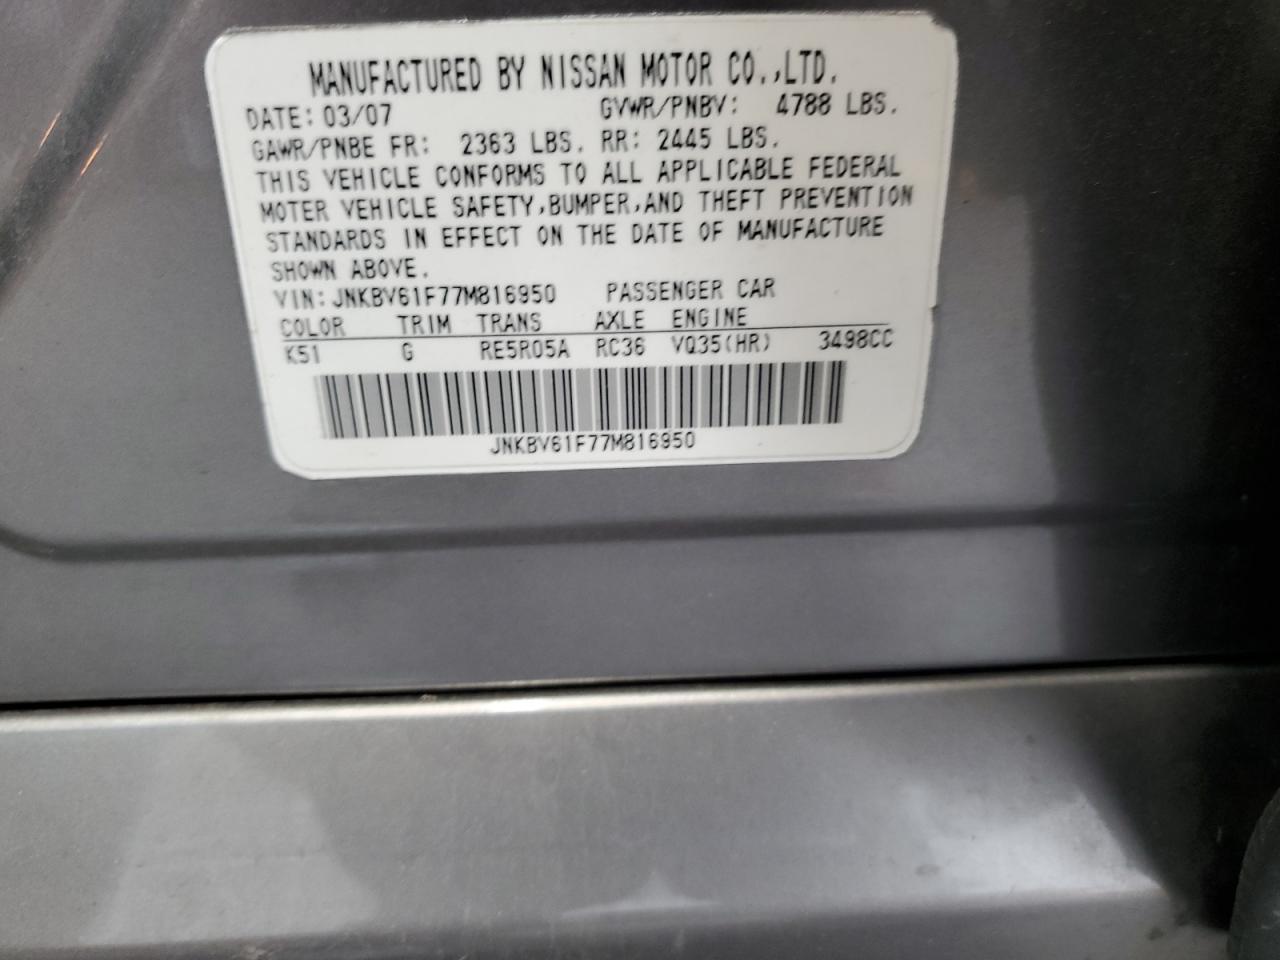 MANUFACTURED BY NISSAN MOTOR CO.,LTD.
DATE: 03/07 GVWR/PNBV: 4788 LBS.
GAWR/PNBE FR: 2363 LBS. RR: 2445 LBS.
THIS VEHICLE CONFORMS TO ALL APPLICABLE FEDERAL
MOTER VEHICLE SAFETY,BUMPER,AND THEFT PREVENTION
STANDARDS IN EFFECT ON THE DATE OF MANUFACTURE
SHOWN ABOVE.
VIN: JNKBV61F77M816950 PASSENGER CAR
COLOR TRIM TRANS AXLE ENGINE
K51 G RE5R05A RC36 VQ35(HR) 3498CC
JNKBV61F77M816950